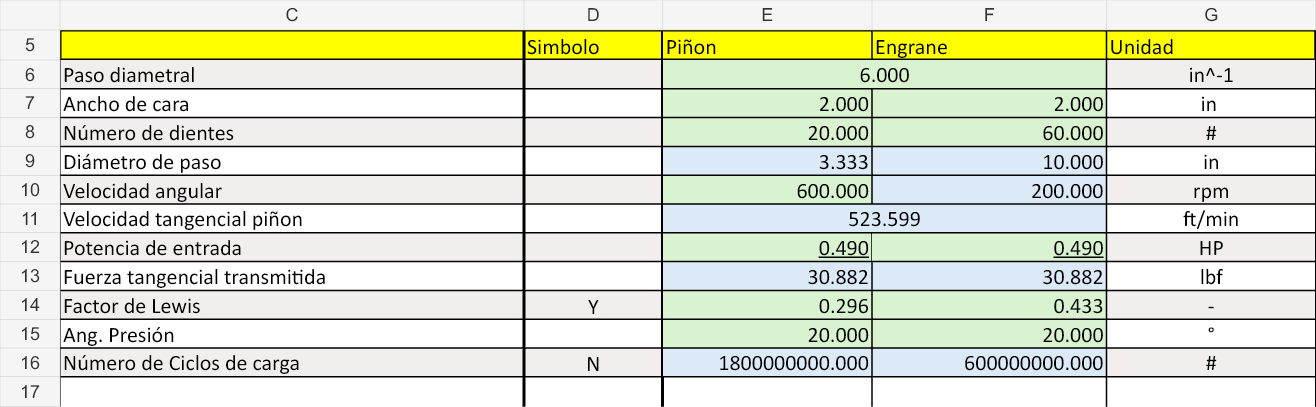 C D E F G
5 Simbolo Piñon Engrane Unidad
6 Paso diametral 6.000 in^-1
7 Ancho de cara 2.000 2.000 in
8 Número de dientes 20.000 60.000 #
9 Diámetro de paso 3.333 10.000 in
10 Velocidad angular 600.000 200.000 rpm
11 Velocidad tangencial piñon 523.599 ft/min
12 Potencia de entrada 0.490 0.490 HP
13 Fuerza tangencial transmitida 30.882 30.882 lbf
14 Factor de Lewis Y 0.296 0.433 -
15 Ang. Presión 20.000 20.000 °
16 Número de Ciclos de carga N 1800000000.000 600000000.000 #
17